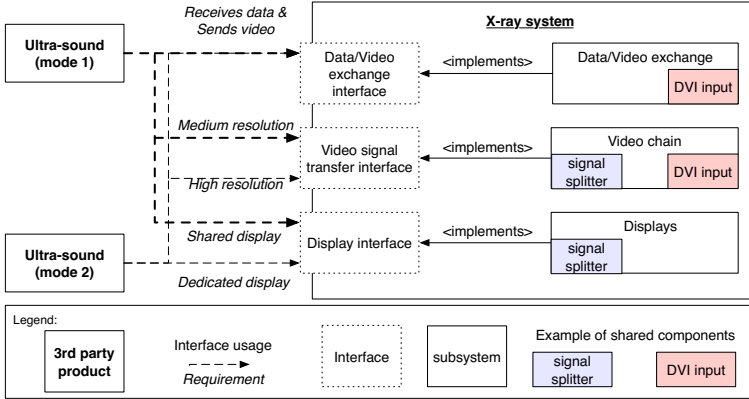 Receives data &
Sends video
X-ray system
Ultra-sound
(mode 1)
Data/Video
exchange
interface
<implements>
Data/Video exchange
DVI input
Medium resolution
Video signal
transfer interface
<implements>
Video chain
signal
splitter
DVI input
High resolution
Ultra-sound
(mode 2)
Shared display
Display interface
<implements>
Displays
signal
splitter
Dedicated display
Legend:
3rd party
product
Interface usage
Requirement
Interface
subsystem
Example of shared components
signal
splitter
DVI input